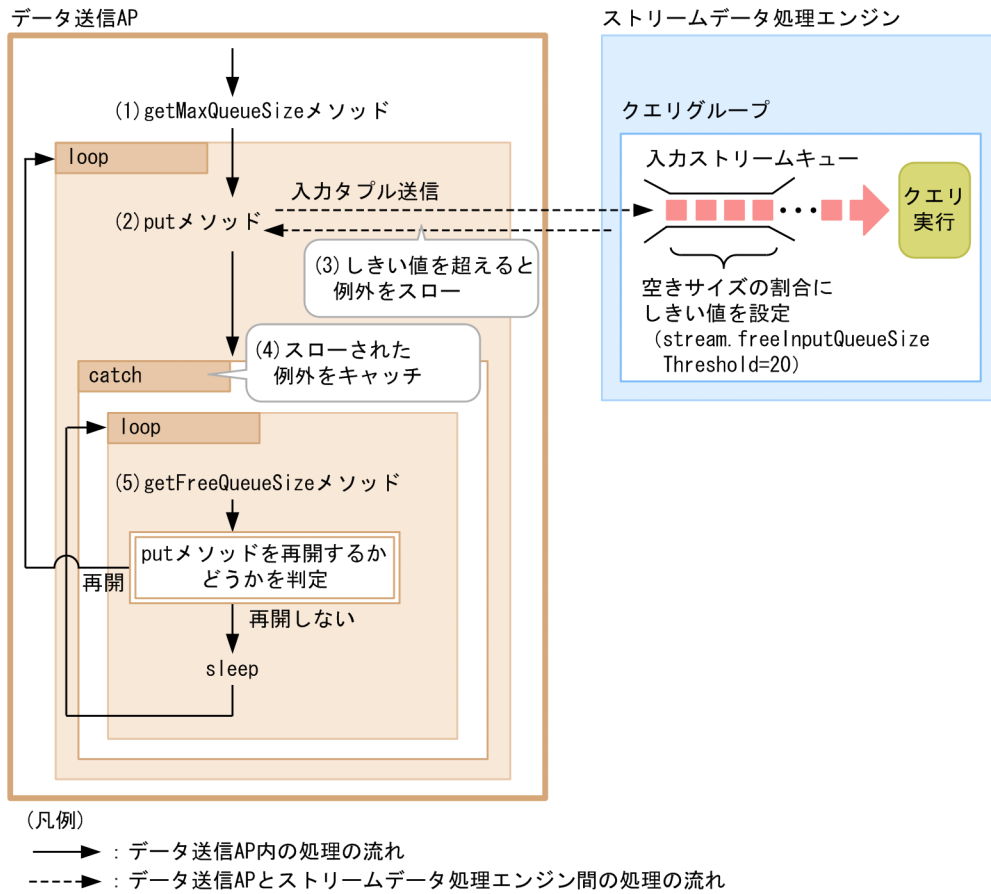 データ送信AP
(1)getMaxQueueSizeメソッド
loop
(2)putメソッド
入力タプル送信
(3)しきい値を超えると
例外をスロー
(4)スローされた
例外をキャッチ
catch
loop
(5)getFreeQueueSizeメソッド
putメソッドを再開するか
どうかを判定
再開
再開しない
sleep
ストリームデータ処理エンジン
クエリグループ
入力ストリームキュー
クエリ
実行
空きサイズの割合に
しきい値を設定
(stream.freeInputQueueSize
Threshold=20)
(凡例)
：データ送信AP内の処理の流れ
：データ送信APとストリームデータ処理エンジン間の処理の流れ